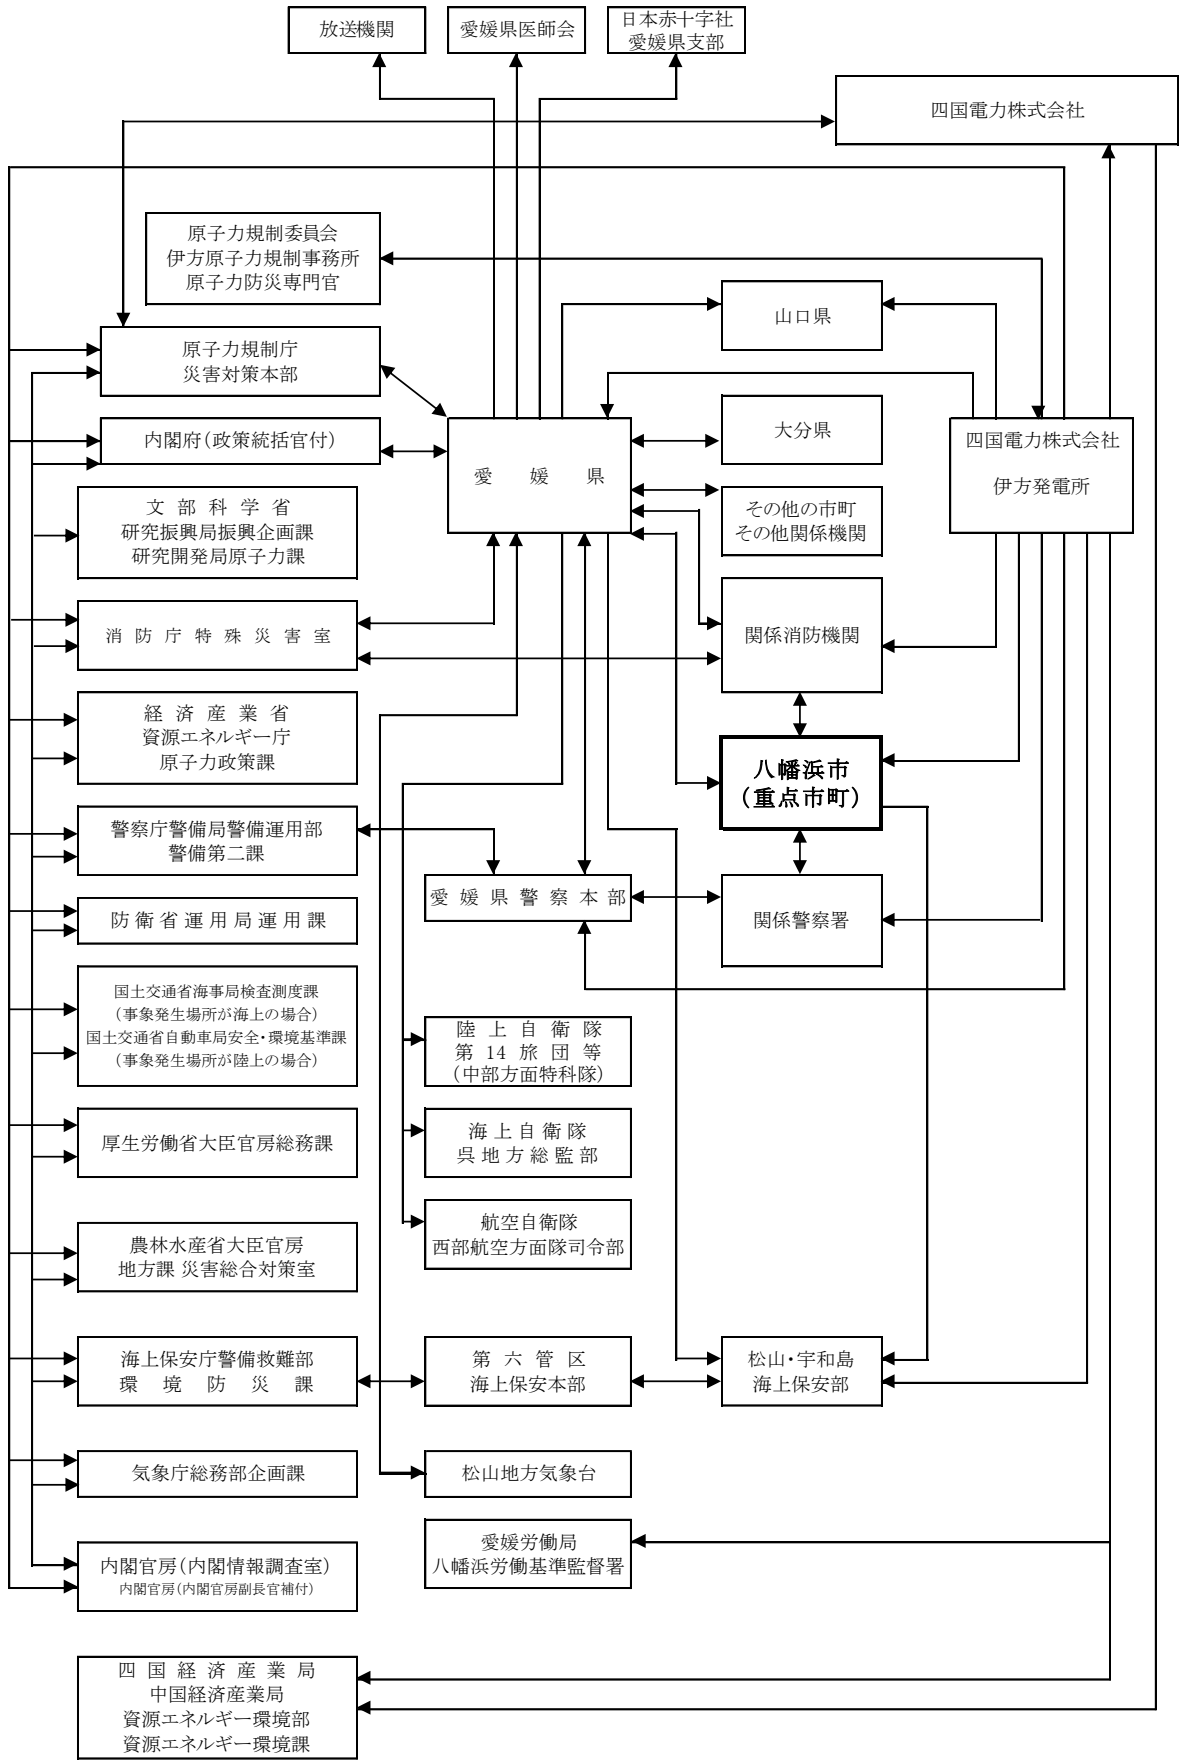 放送機関
愛媛県医師会
日本赤十字社
愛媛県支部
四国電力株式会社
原子力規制委員会
伊方原子力規制事務所
原子力防災専門官
山口県
原子力規制庁
災害対策本部
内閣府（政策統括官付）
愛媛県
大分県
四国電力株式会社
伊方発電所
文部科学省
研究振興局振興企画課
研究開発局原子力課
その他の市町
その他関係機関
消防庁特殊災害室
関係消防機関
経済産業省
資源エネルギー庁
原子力政策課
八幡浜市
（重点市町）
警察庁警備局警備運用部
警備第二課
愛媛県警察本部
関係警察署
防衛省運用局運用課
国土交通省海事局検査測度課
（事象発生場所が海上の場合）
国土交通省自動車局安全・環境基準課
（事象発生場所が陸上の場合）
陸上自衛隊
第14旅団等
（中部方面特科隊）
厚生労働省大臣官房総務課
海上自衛隊
呉地方総監部
航空自衛隊
西部航空方面隊司令部
農林水産省大臣官房
地方課 災害総合対策室
海上保安庁警備救難部
環境防災課
第六管区
海上保安本部
松山・宇和島
海上保安部
気象庁総務部企画課
松山地方気象台
愛媛労働局
八幡浜労働基準監督署
内閣官房（内閣情報調査室）
内閣官房（内閣官房副長官補付）
四国経済産業局
中国経済産業局
資源エネルギー環境部
資源エネルギー環境課